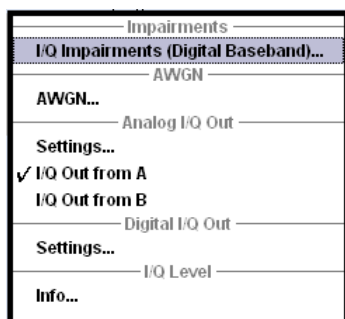 Impairments
I/Q Impairments (Digital Baseband)...
AWGN
AWGN...
Analog I/Q Out
Settings...
I/Q Out from A
I/Q Out from B
Digital I/Q Out
Settings...
I/Q Level
Info...